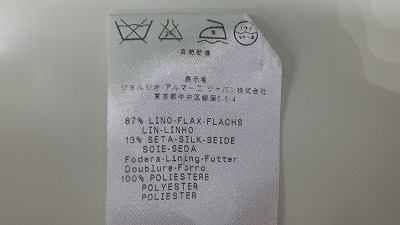 自然乾燥
表示者
ジョルジオ アルマーニ ジャパン株式会社
東京都中央区銀座5-5-4
87% LINO-FLAX-FLACHS
LIN-LINHO
13% SETA-SILK-SEIDE
SOIE-SEDA
Fodera-Lining-Futter
Doublure-Forro
100% POLIESTERE
POLYESTER
POLIESTER